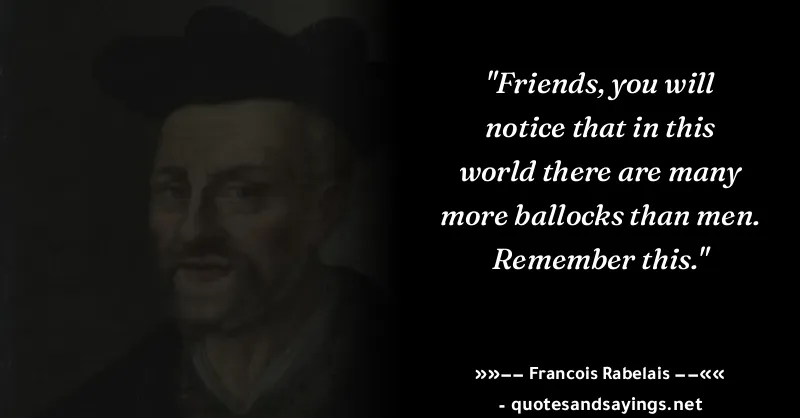 "Friends, you will
notice that in this
world there are many
more ballocks than men.
Remember this."
»»−− Francois Rabelais −−««
- quotesandsayings.net